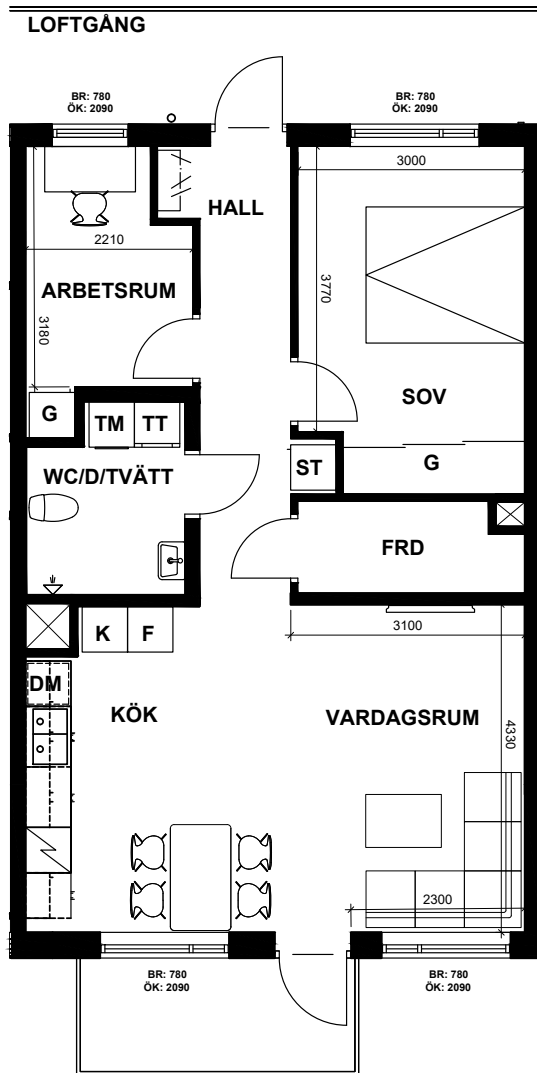 LOFTGÅNG
BR: 780
ÖK: 2090
BR: 780
ÖK: 2090
3000
HALL
2210
3770
ARBETSRUM
3180
SOV
G
TM
TT
G
ST
WC/D/TVÄTT
FRD
K
F
3100
DM
KÖK
VARDAGSRUM
4330
2300
BR: 780
ÖK: 2090
BR: 780
ÖK: 2090